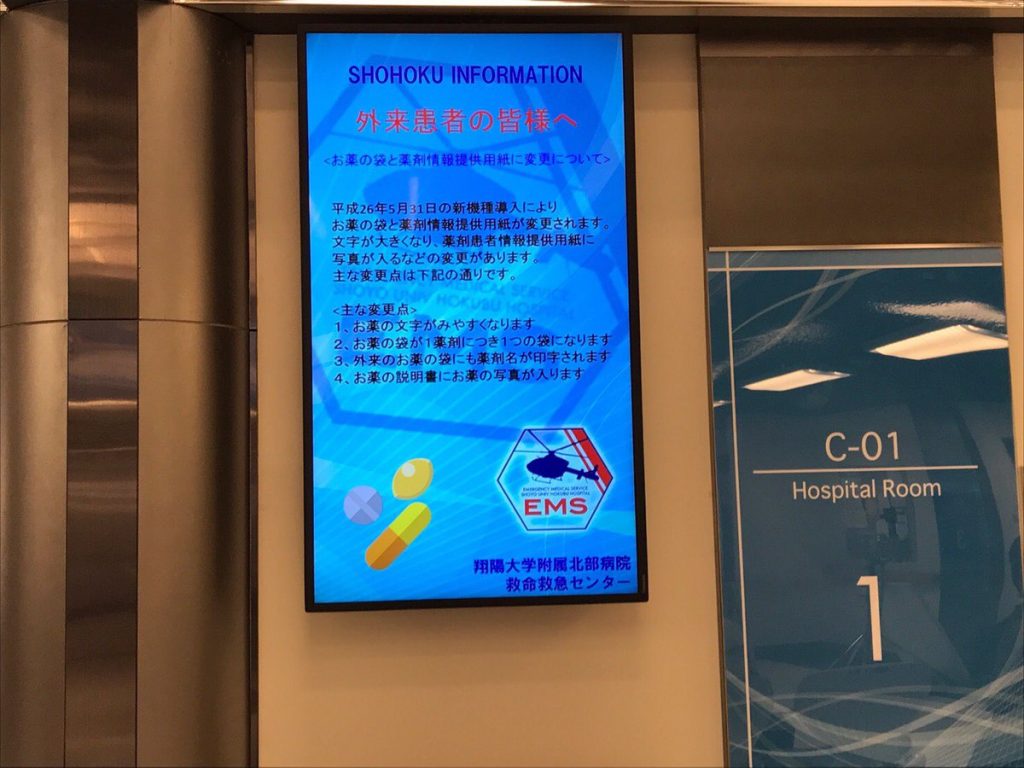 SHOHOKU INFORMATION
外来患者の皆様へ
<お薬の袋と薬剤情報提供用紙に変更について>
平成26年5月31日の新機種導入により
お薬の袋と薬剤情報提供用紙が変更されます。
文字が大きくなり、薬剤患者情報提供用紙に
写真が入るなどの変更があります。
主な変更点は下記の通りです。
<主な変更点>
1、お薬の文字がみやすくなります
2、お薬の袋が1薬剤につき1つの袋になります
3、外来のお薬の袋にも薬剤名が印字されます
4、お薬の説明書にお薬の写真が入ります
EMERGENCY MEDICAL SERVICE
SHOYO UNIV HOKUBU HOSPITAL
EMS
翔陽大学附属北部病院
救命救急センター
C-01
Hospital Room
1